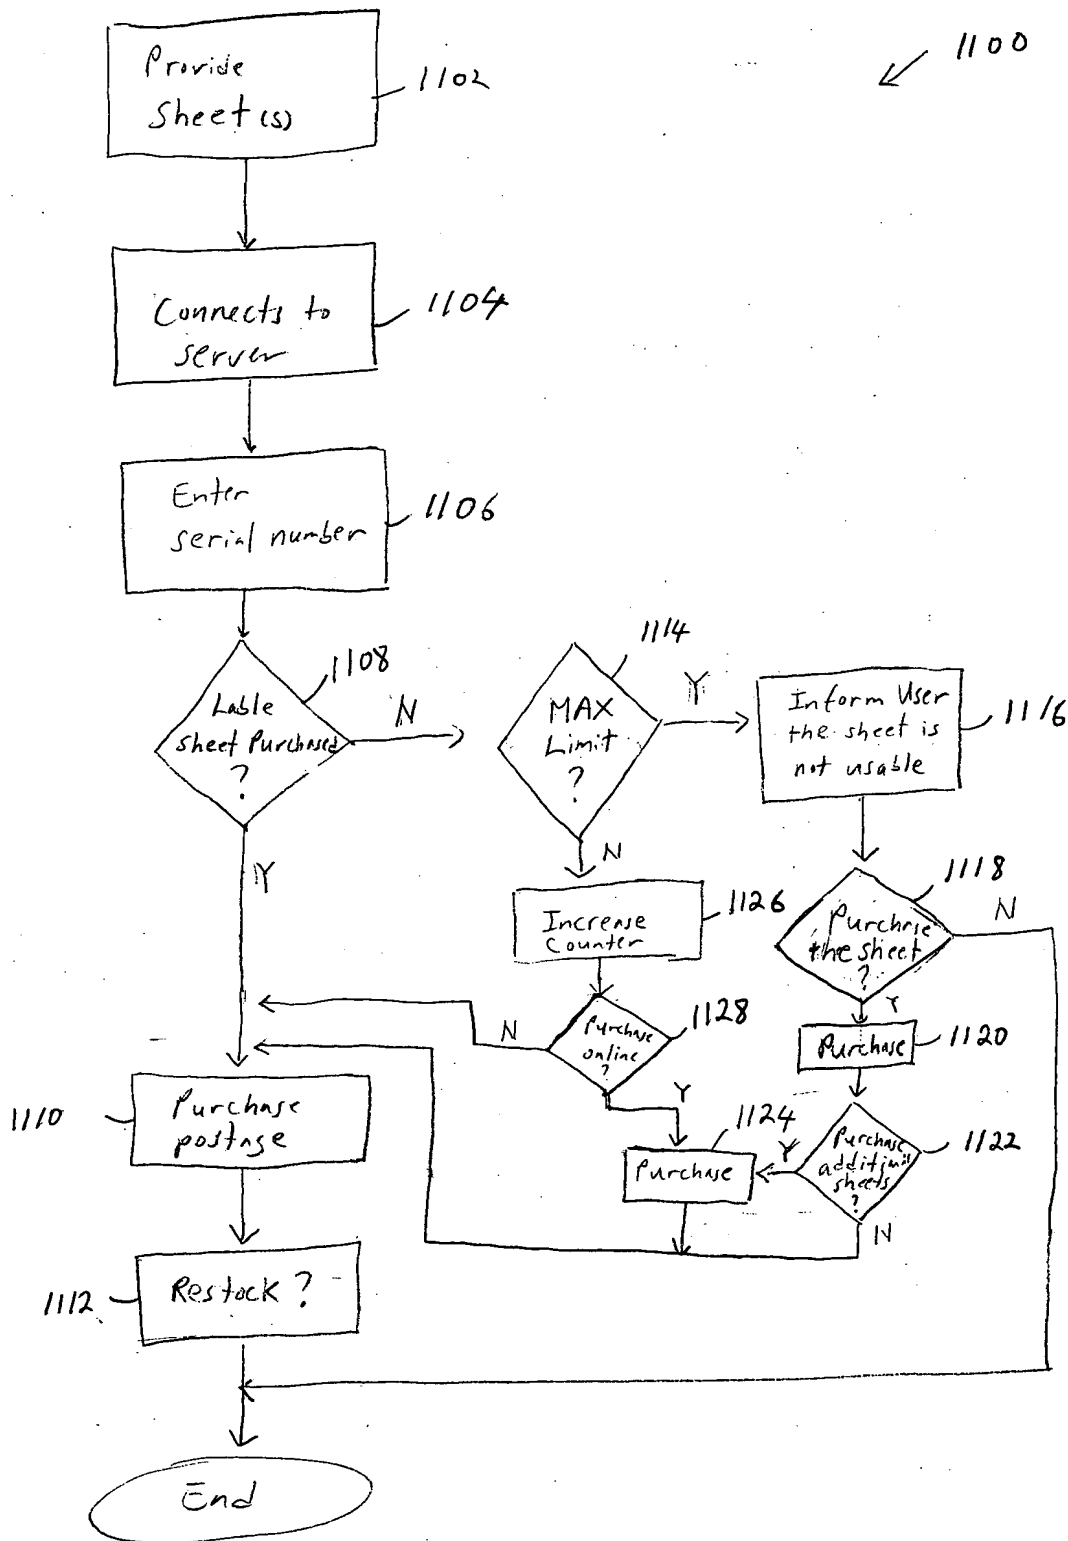 1100
Provide
Sheet(s)
1102
Connects to
server
1104
Enter
serial number
1106
Lable
sheet Purchased
?
1108
N
Y
MAX
Limit
?
1114
Y
N
Inform User
the sheet is
not usable
1116
Increase
Counter
1126
Purchase
the sheet
?
1118
N
Y
Purchase
online
?
1128
N
Y
Purchase
1120
Purchase
postage
1110
Purchase
1124
Y
Purchase
additional
sheets
?
1122
N
Restock ?
1112
End